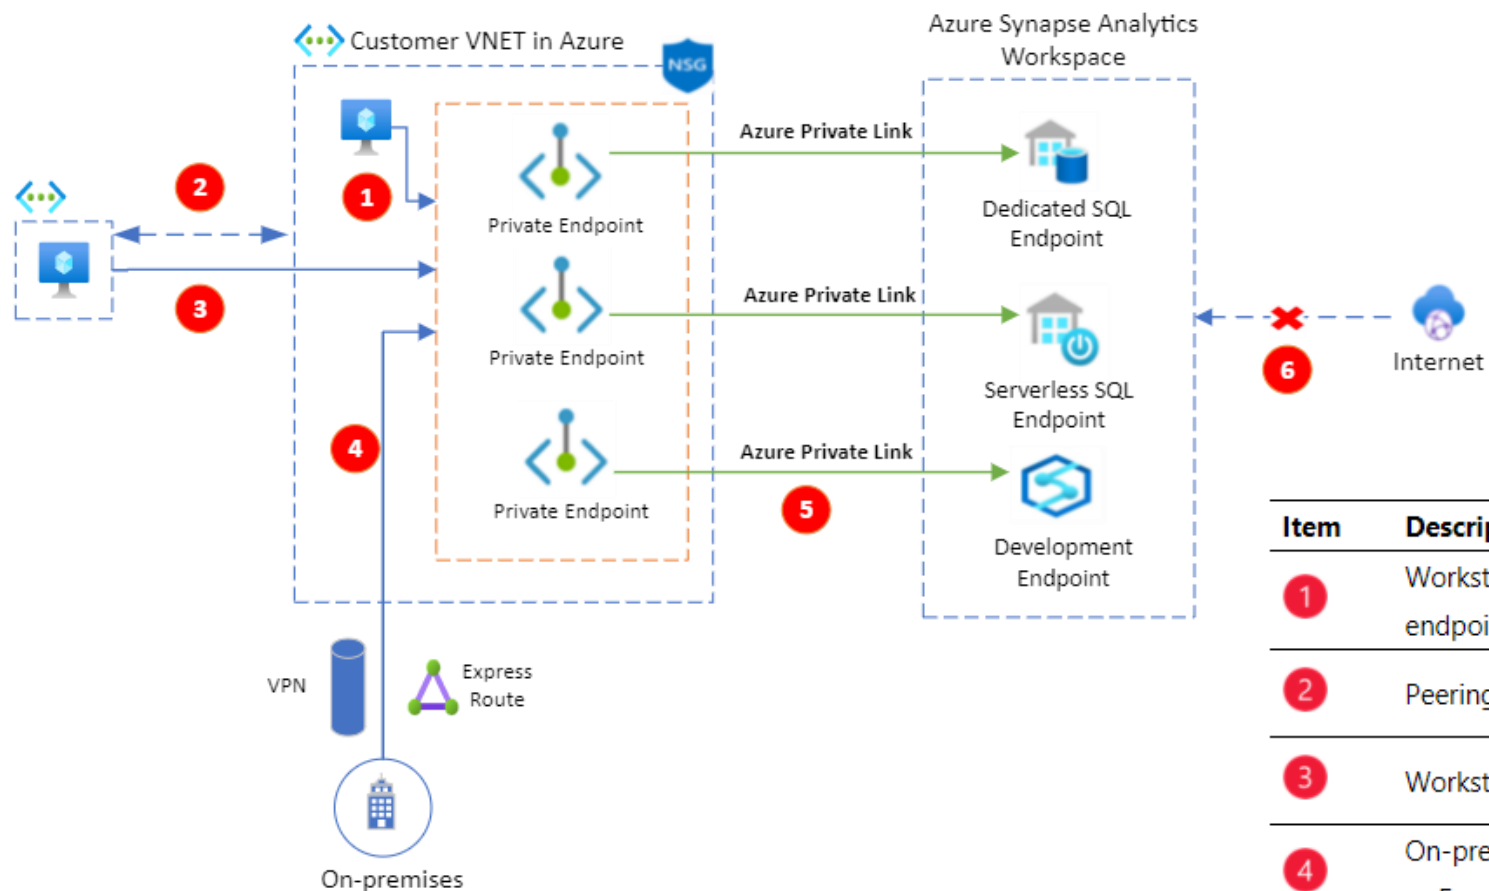 Customer VNET in Azure
NSG
Azure Synapse Analytics
Workspace
1
2
3
4
5
6
Private Endpoint
Private Endpoint
Private Endpoint
Azure Private Link
Azure Private Link
Azure Private Link
Dedicated SQL
Endpoint
Serverless SQL
Endpoint
Development
Endpoint
Internet
VPN
Express
Route
On-premises
Item
1
2 Peering
3
4